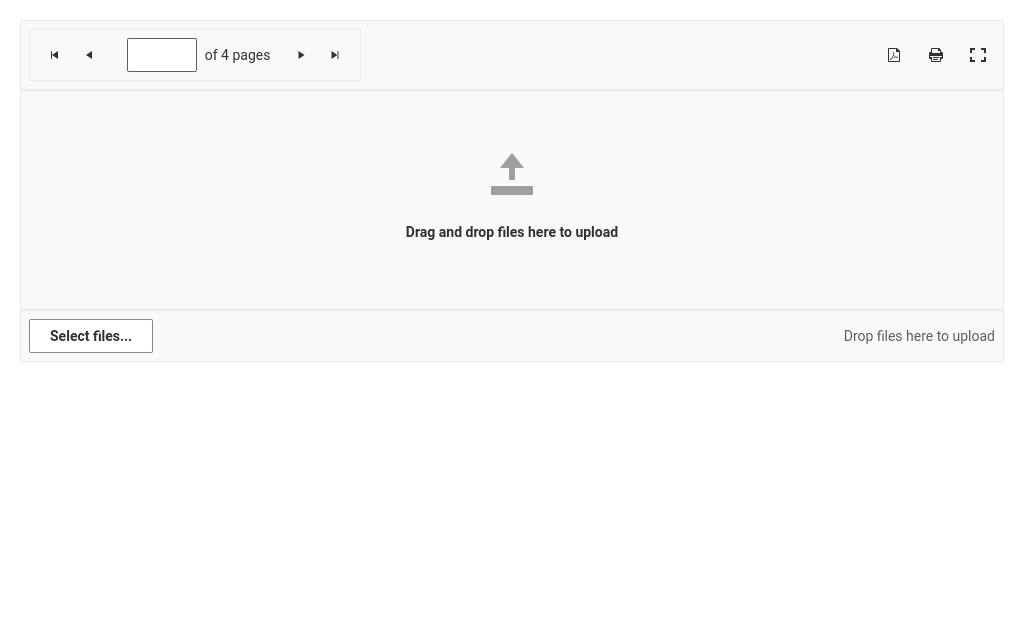 of 4 pages
Drag and drop files here to upload
Select files...
Drop files here to upload